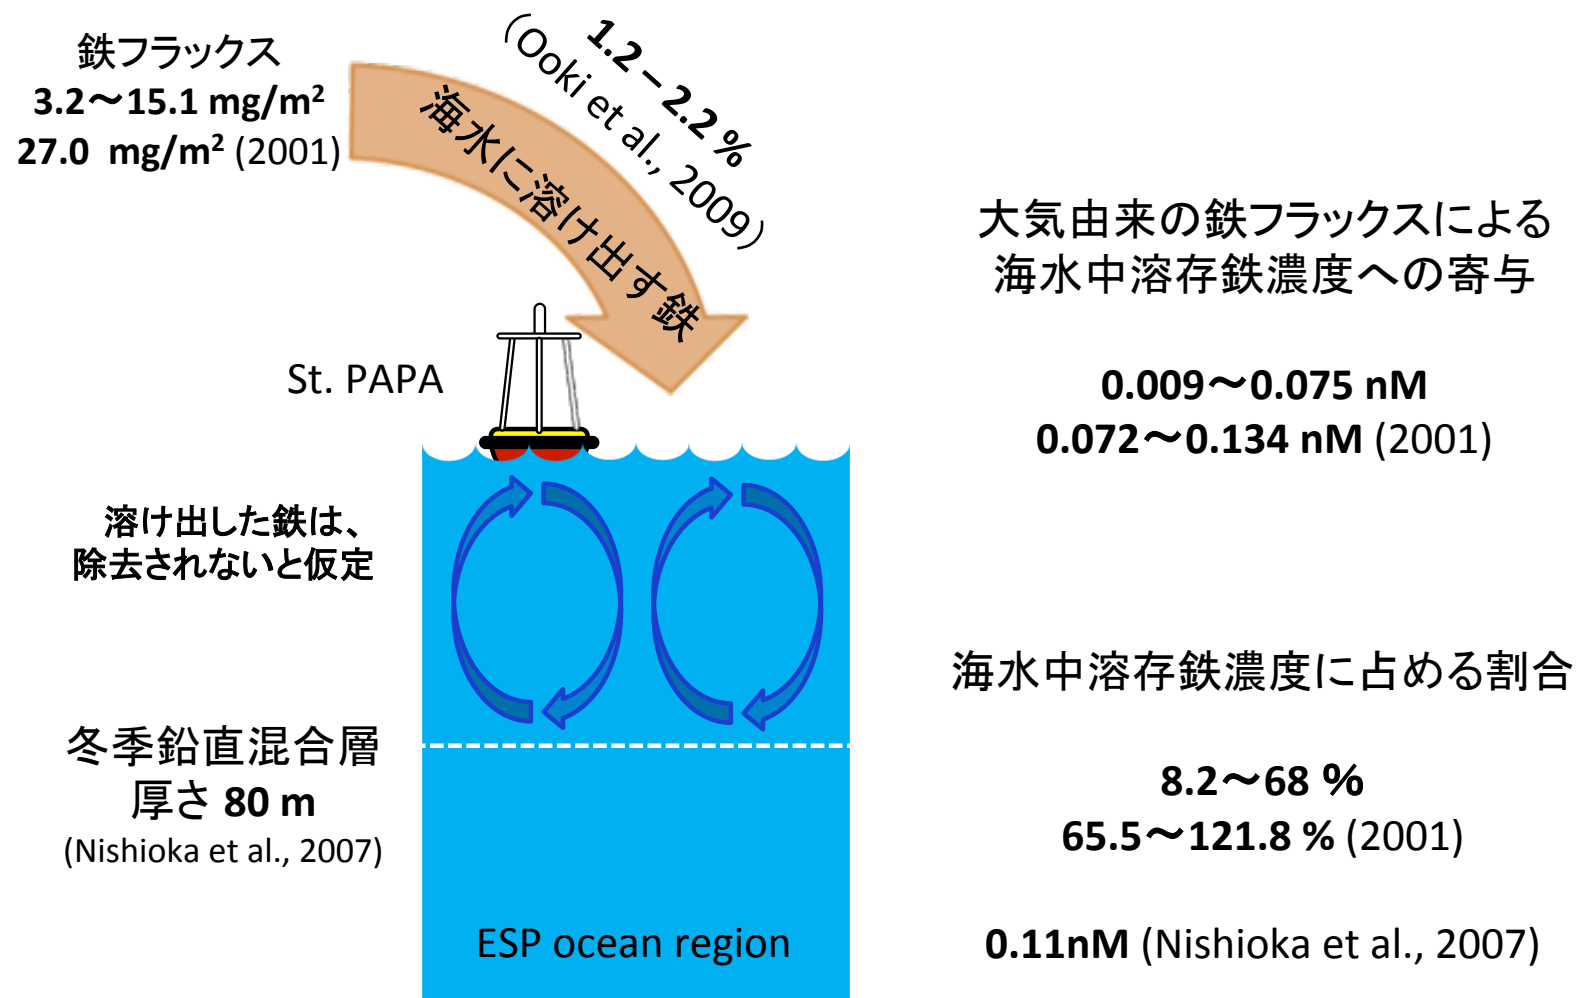 鉄フラックス
3.2〜15.1 mg/m²
27.0 mg/m² (2001)
1.2 – 2.2 %
（Ooki et al., 2009）
海水に溶け出す鉄
St. PAPA
溶け出した鉄は、
除去されないと仮定
冬季鉛直混合層
厚さ 80 m
(Nishioka et al., 2007)
ESP ocean region
大気由来の鉄フラックスによる
海水中溶存鉄濃度への寄与
0.009〜0.075 nM
0.072〜0.134 nM (2001)
海水中溶存鉄濃度に占める割合
8.2〜68 %
65.5〜121.8 % (2001)
0.11nM (Nishioka et al., 2007)